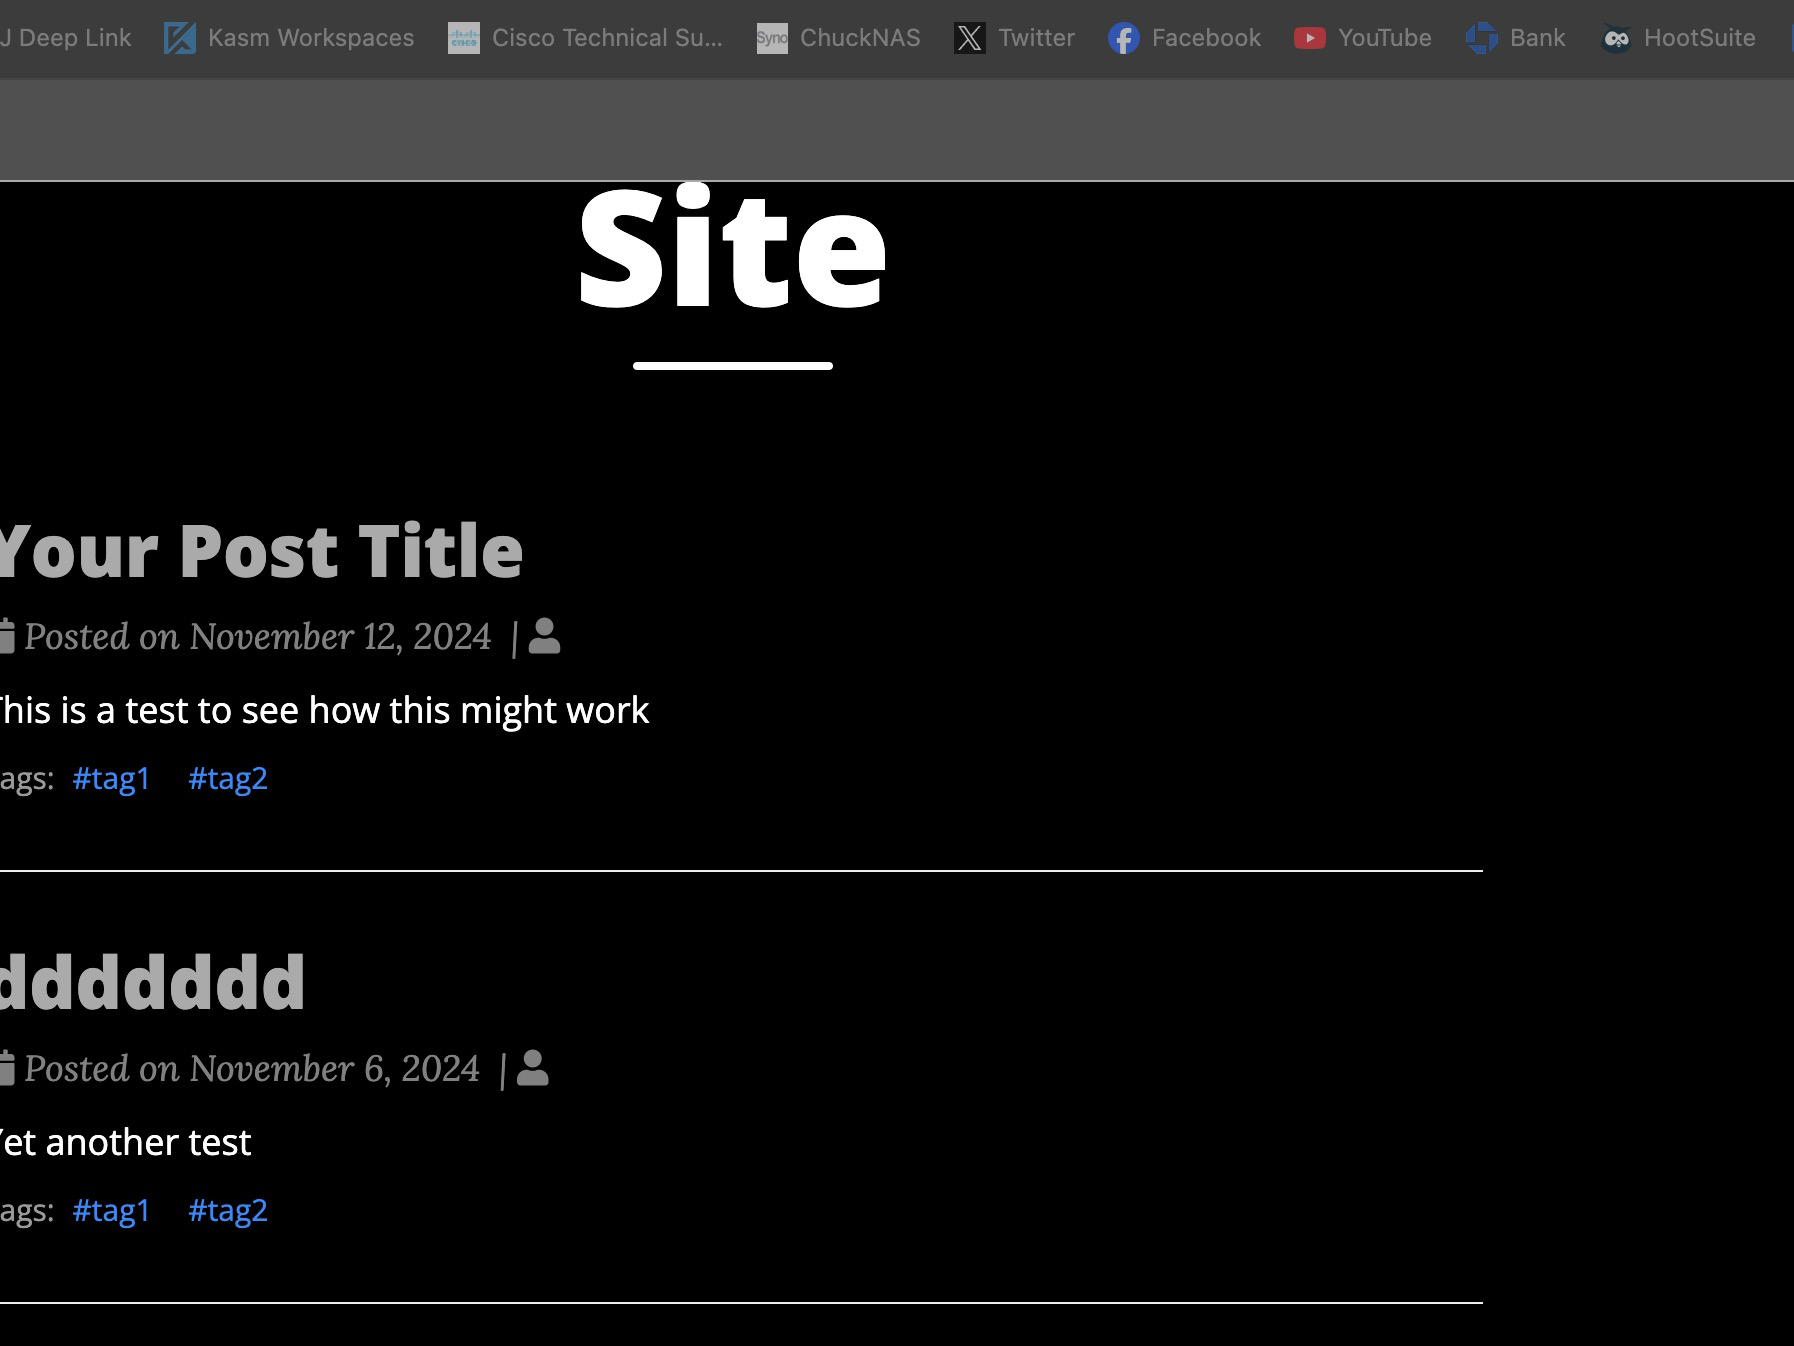 J Deep Link Kasm Workspaces CISCO Cisco Technical Su... Syno ChuckNAS X Twitter Facebook YouTube Bank HootSuite
Site
Your Post Title
Posted on November 12, 2024 |
This is a test to see how this might work
ags: #tag1 #tag2
ddddddd
Posted on November 6, 2024 |
Yet another test
ags: #tag1 #tag2